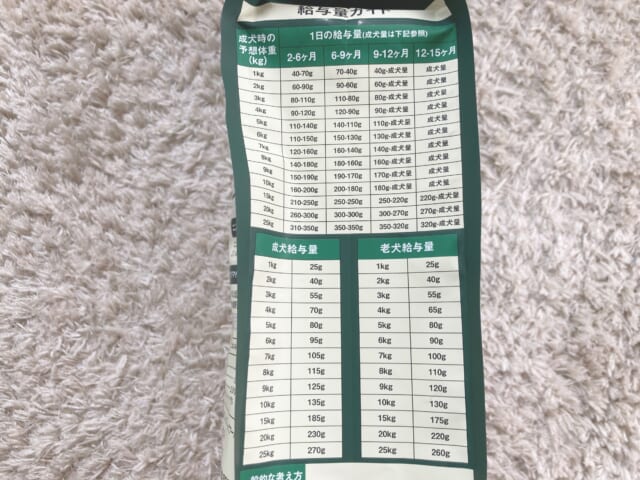 給与量ガイド
成犬時の予想体重(kg) 1日の給与量(成犬量は下記参照)
2-6ヶ月 6-9ヶ月 9-12ヶ月 12-15ヶ月
1kg 40-70g 70-40g 40g-成犬量 成犬量
2kg 60-90g 90-60g 60g-成犬量 成犬量
3kg 80-110g 110-80g 80g-成犬量 成犬量
4kg 90-120g 120-90g 90g-成犬量 成犬量
5kg 110-140g 140-110g 110g-成犬量 成犬量
6kg 110-150g 150-130g 130g-成犬量 成犬量
7kg 120-160g 160-140g 140g-成犬量 成犬量
8kg 140-180g 180-160g 160g-成犬量 成犬量
9kg 150-190g 190-170g 170g-成犬量 成犬量
10kg 160-200g 200-180g 180g-成犬量 成犬量
15kg 210-250g 250-250g 250-220g 220g-成犬量
20kg 260-300g 300-300g 300-270g 270g-成犬量
25kg 310-350g 350-350g 350-320g 320g-成犬量
成犬給与量
1kg 25g
2kg 40g
3kg 55g
4kg 70g
5kg 80g
6kg 95g
7kg 105g
8kg 115g
9kg 125g
10kg 135g
15kg 185g
20kg 230g
25kg 270g
老犬給与量
1kg 25g
2kg 40g
3kg 55g
4kg 65g
5kg 80g
6kg 90g
7kg 100g
8kg 110g
9kg 120g
10kg 130g
15kg 175g
20kg 220g
25kg 260g
般的な考え方